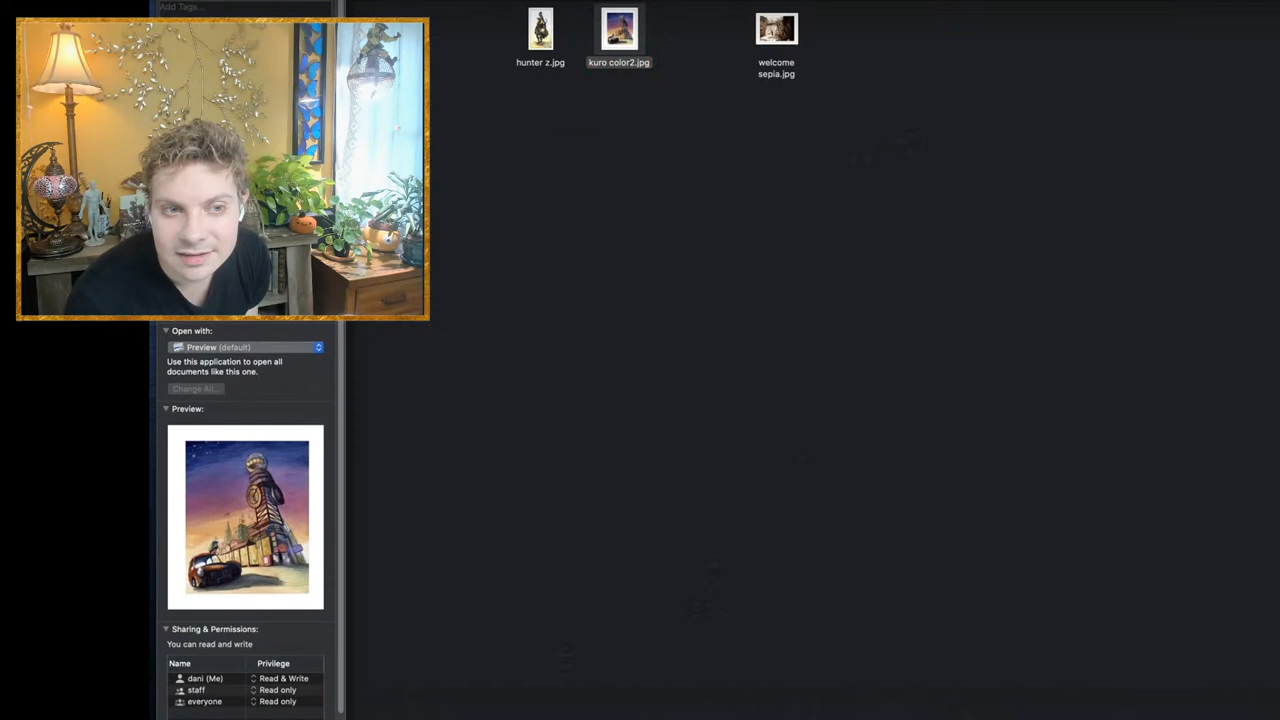 Add Tags...
hunter z.jpg
kuro color2.jpg
welcome
sepia.jpg
Open with:
Preview (default)
Use this application to open all
documents like this one.
Change All...
Preview:
Sharing & Permissions:
You can read and write
Name Privilege
dani (Me) Read & Write
staff Read only
everyone Read only